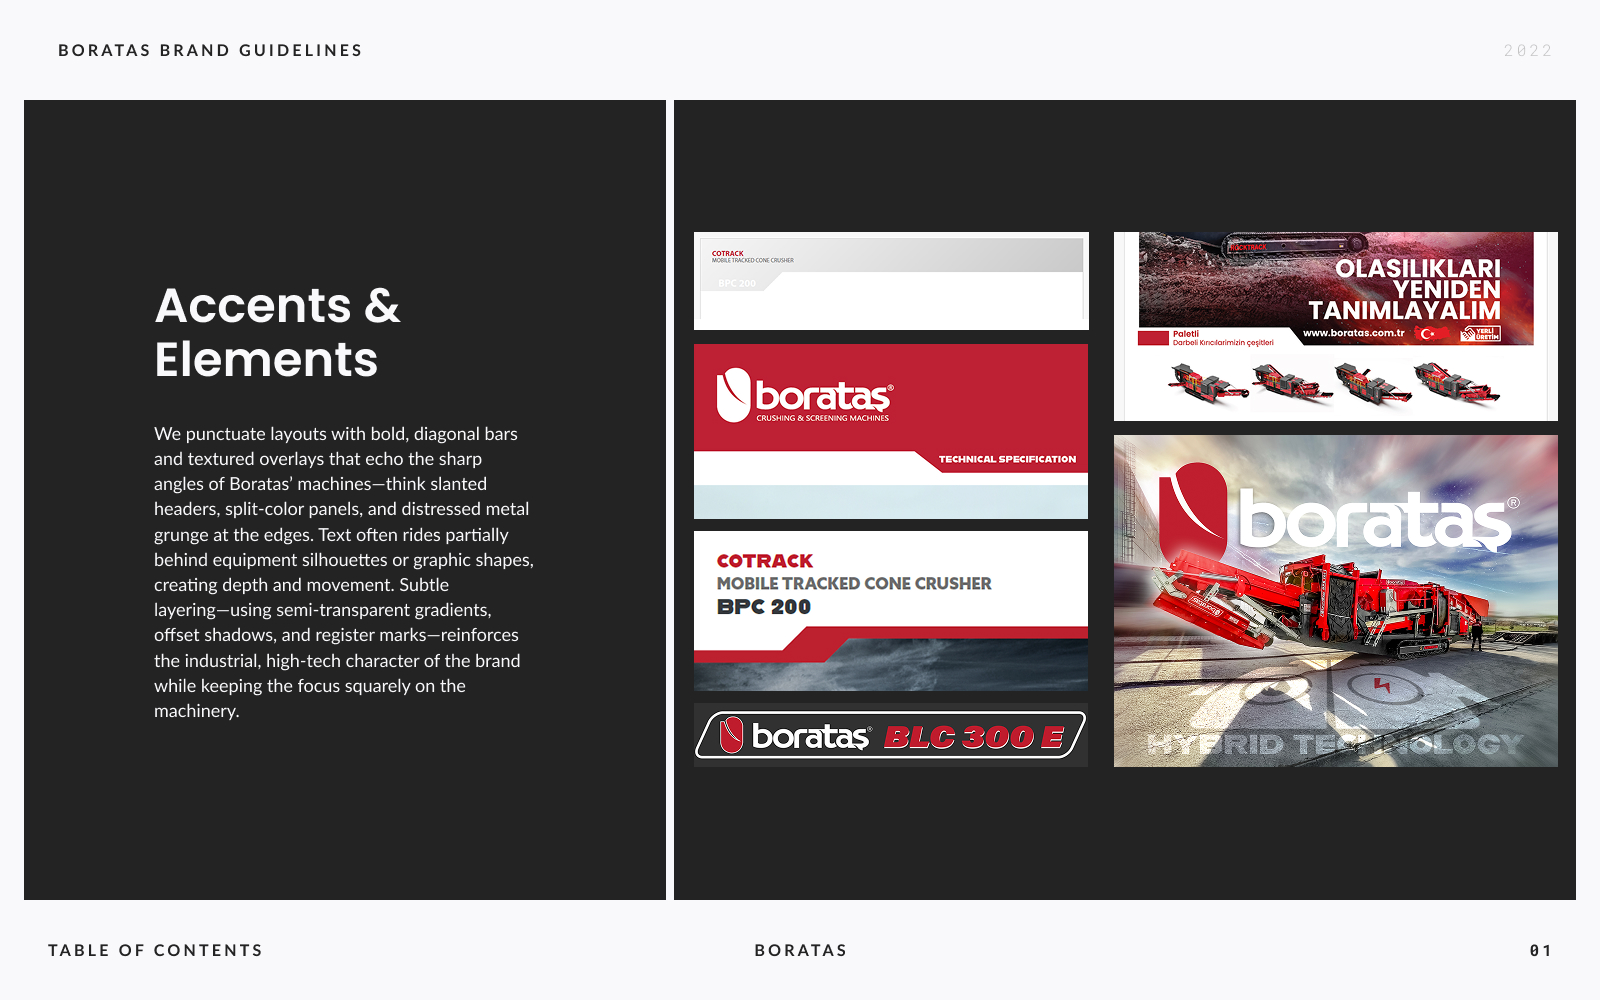 BORATAS BRAND GUIDELINES
2022
Accents &
Elements
We punctuate layouts with bold, diagonal bars
and textured overlays that echo the sharp
angles of Boratas’ machines—think slanted
headers, split-color panels, and distressed metal
grunge at the edges. Text often rides partially
behind equipment silhouettes or graphic shapes,
creating depth and movement. Subtle
layering—using semi-transparent gradients,
offset shadows, and register marks—reinforces
the industrial, high-tech character of the brand
while keeping the focus squarely on the
machinery.
COTRACK
MOBILE TRACKED CONE CRUSHER
BPC 200
borataş®
CRUSHING & SCREENING MACHINES
TECHNICAL SPECIFICATION
COTRACK
MOBILE TRACKED CONE CRUSHER
BPC 200
borataş® BLC 300 E
OLASILIKLARI
YENIDEN
TANIMLAYALIM
www.boratas.com.tr
YERLİ
ÜRETİM
Paletli
Darbeli Kırıcılarımızın çeşitleri
borataş®
HYBRID TECHNOLOGY
TABLE OF CONTENTS
BORATAS
01